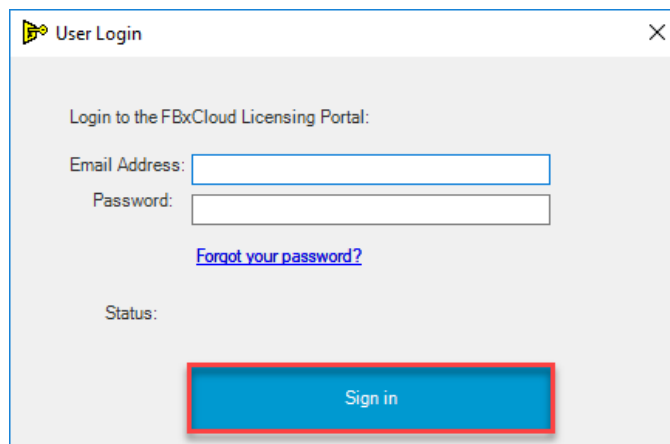 User Login
Login to the FBxCloud Licensing Portal:
Email Address:
Password:
Forgot your password?
Status:
Sign in